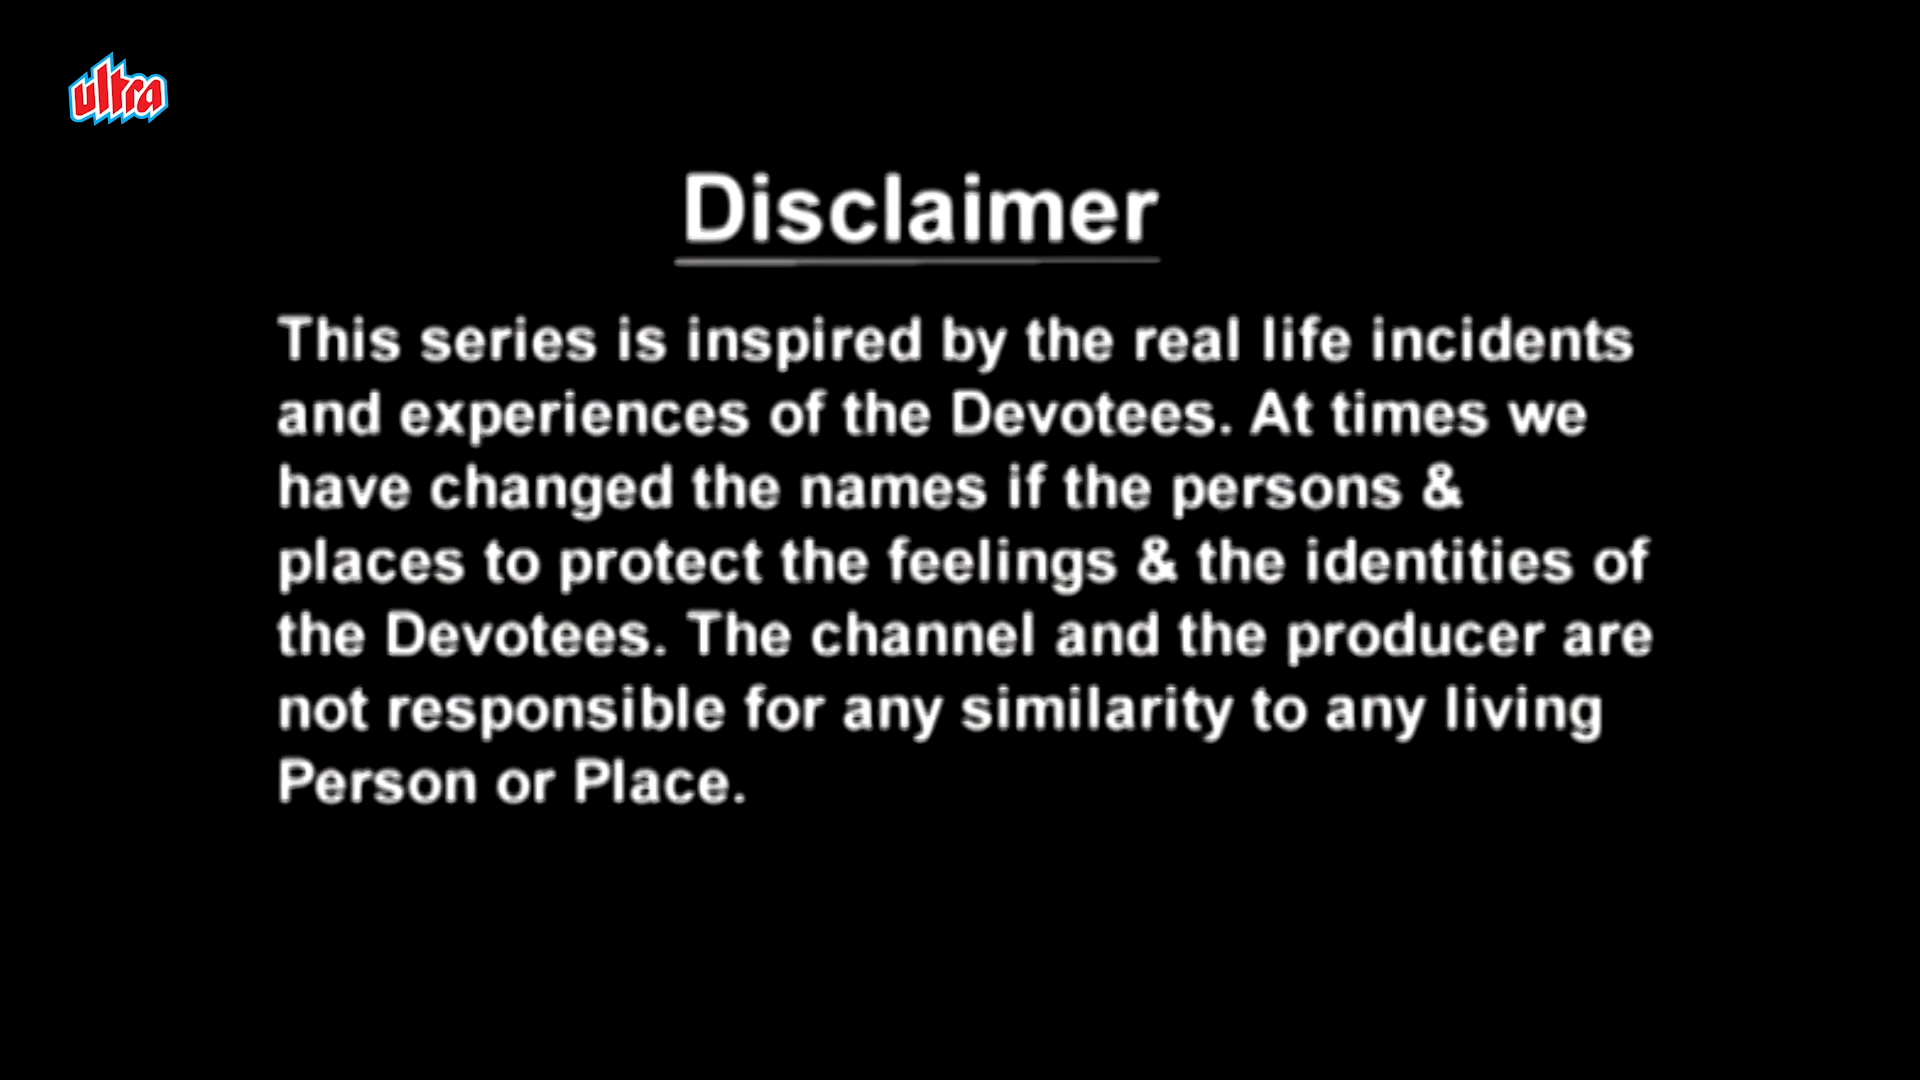 ultra
Disclaimer
This series is inspired by the real life incidents
and experiences of the Devotees. At times we
have changed the names if the persons &
places to protect the feelings & the identities of
the Devotees. The channel and the producer are
not responsible for any similarity to any living
Person or Place.